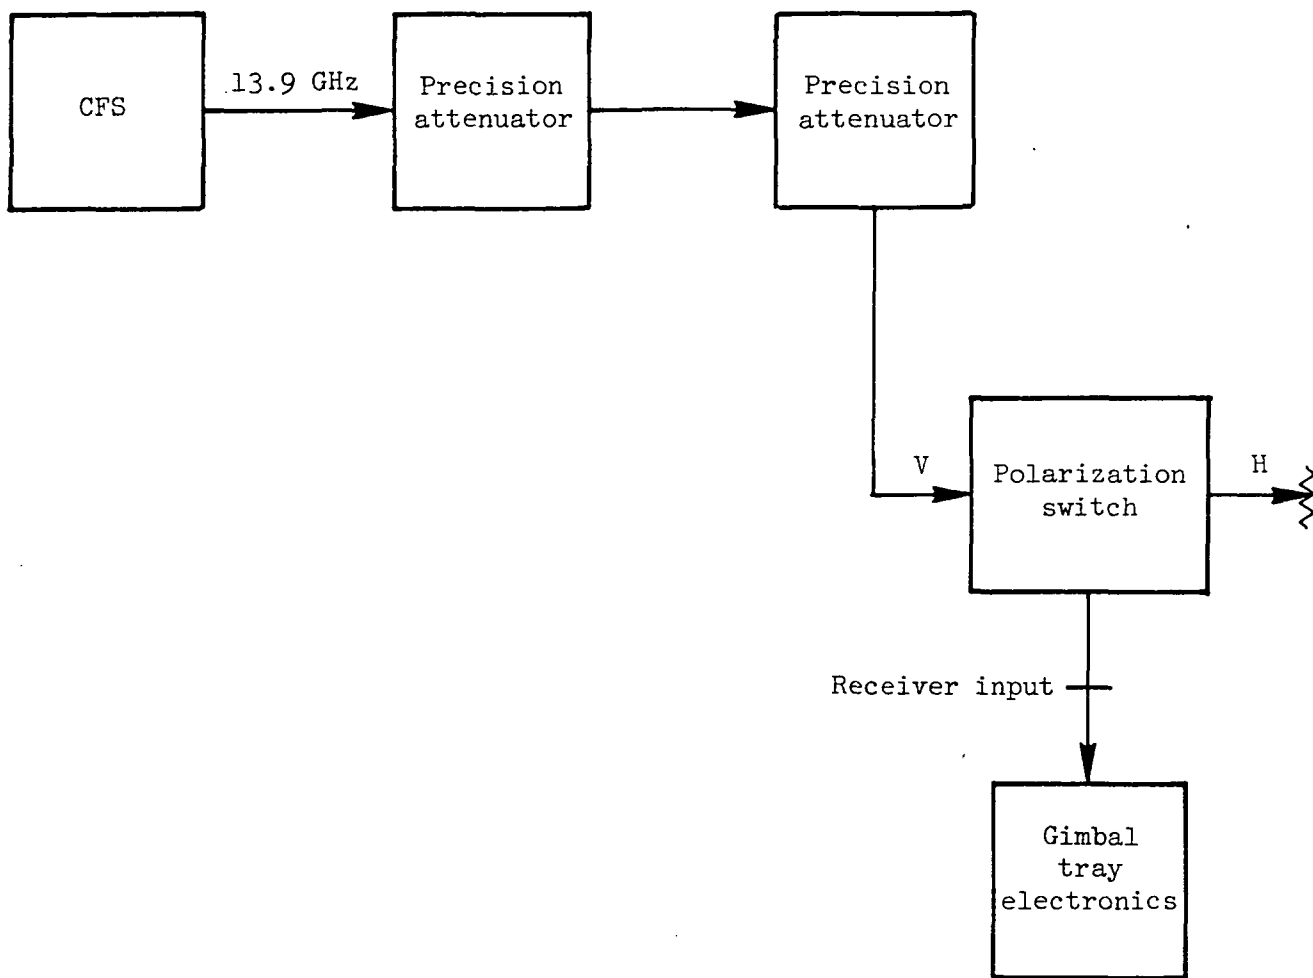 CFS
13.9 GHz
Precision
attenuator
Precision
attenuator
V
Polarization
switch
H
Receiver input
Gimbal
tray
electronics